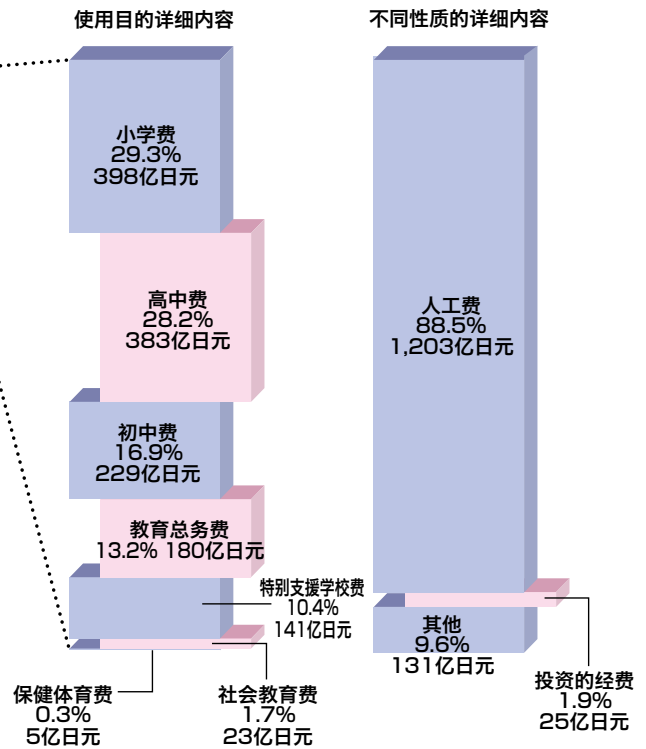 使用目的详细内容
小学费
29.3%
398亿日元
高中费
28.2%
383亿日元
初中费
16.9%
229亿日元
教育总务费
13.2% 180亿日元
特别支援学校费
10.4%
141亿日元
保健体育费
0.3%
5亿日元
社会教育费
1.7%
23亿日元
不同性质的详细内容
人工费
88.5%
1,203亿日元
其他
9.6%
131亿日元
投资的经费
1.9%
25亿日元